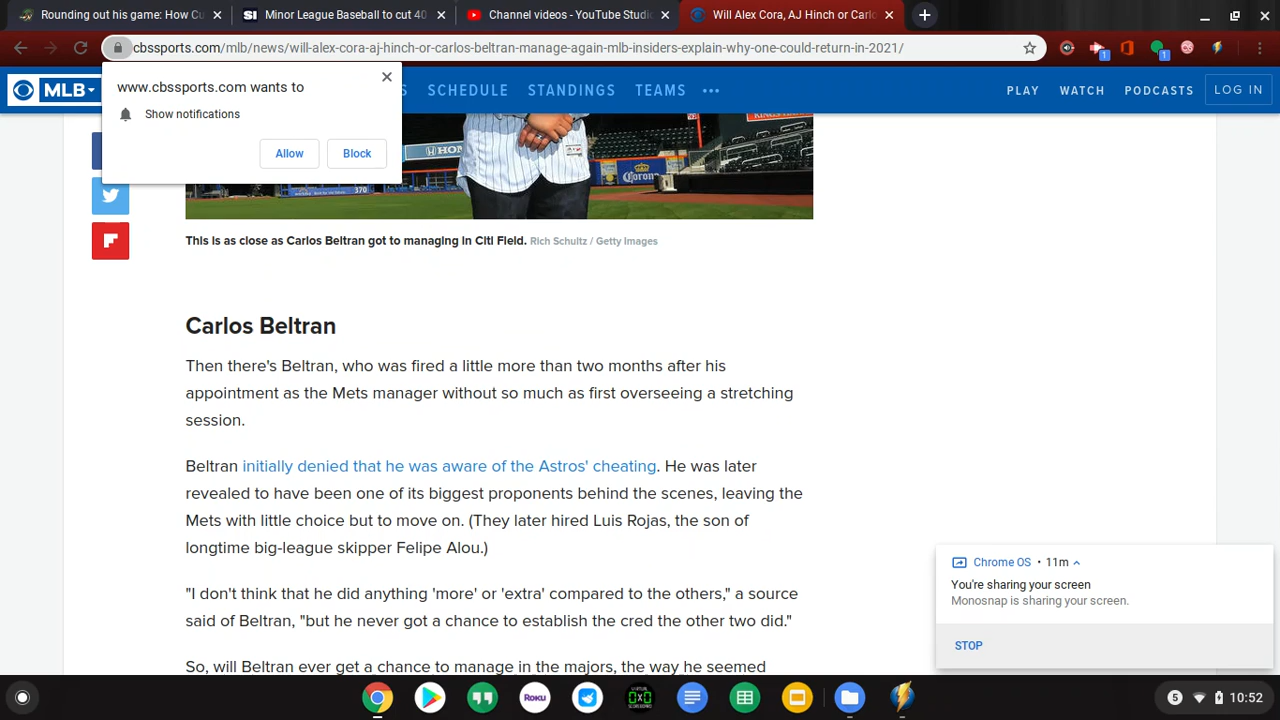 Rounding out his game: How Cu
Minor League Baseball to cut 40
Channel videos - YouTube Studi
Will Alex Cora, AJ Hinch or Carlo
cbssports.com/mlb/news/will-alex-cora-aj-hinch-or-carlos-beltran-manage-again-mlb-insiders-explain-why-one-could-return-in-2021/
www.cbssports.com wants to
Show notifications
Allow Block
MLB
S SCHEDULE STANDINGS TEAMS
PLAY WATCH PODCASTS LOG IN
HONDA
370
Corona
This is as close as Carlos Beltran got to managing in Citi Field. Rich Schultz / Getty Images
Carlos Beltran
Then there's Beltran, who was fired a little more than two months after his
appointment as the Mets manager without so much as first overseeing a stretching
session.
Beltran initially denied that he was aware of the Astros' cheating. He was later
revealed to have been one of its biggest proponents behind the scenes, leaving the
Mets with little choice but to move on. (They later hired Luis Rojas, the son of
longtime big-league skipper Felipe Alou.)
"I don't think that he did anything 'more' or 'extra' compared to the others," a source
said of Beltran, "but he never got a chance to establish the cred the other two did."
So, will Beltran ever get a chance to manage in the majors, the way he seemed
Chrome OS • 11m
You're sharing your screen
Monosnap is sharing your screen.
STOP
Roku
5 10:52